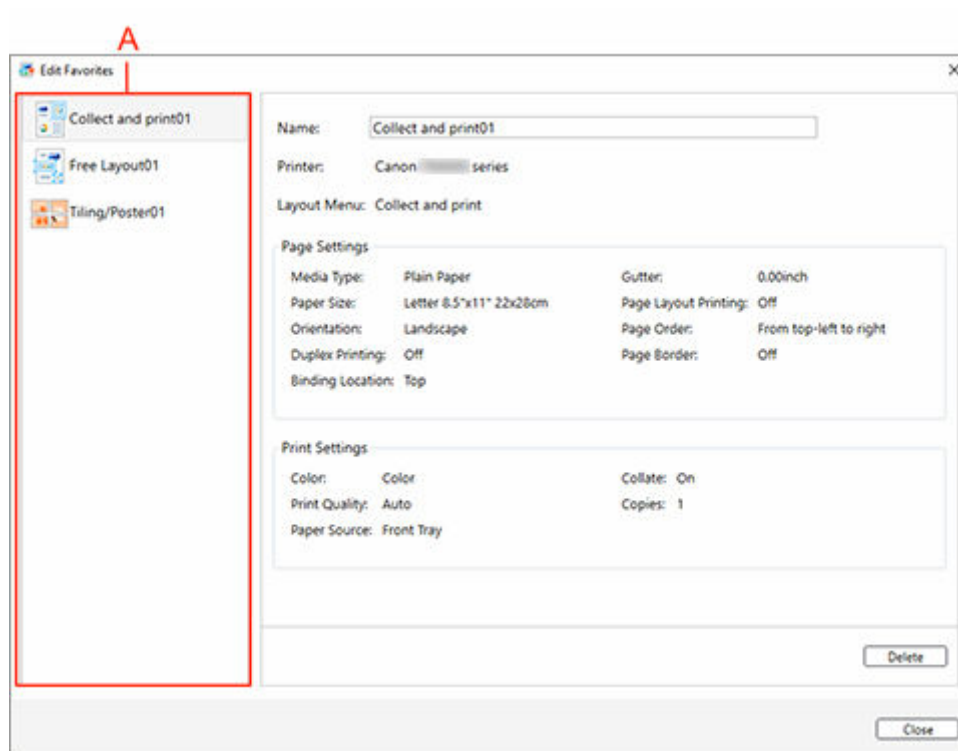 A
Edit Favorites
Collect and print01
Free Layout01
Tiling/Poster01
Name: Collect and print01
Printer: Canon series
Layout Menu: Collect and print
Page Settings
Media Type: Plain Paper
Gutter: 0.00inch
Paper Size: Letter 8.5"x11" 22x28cm
Page Layout Printing: Off
Orientation: Landscape
Page Order: From top-left to right
Duplex Printing: Off
Page Border: Off
Binding Location: Top
Print Settings
Color: Color
Collate: On
Print Quality: Auto
Copies: 1
Paper Source: Front Tray
Delete
Close